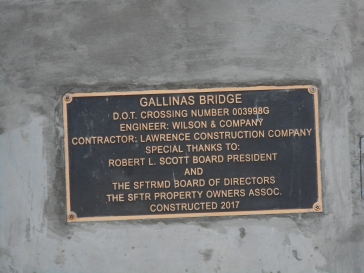 GALLINAS BRIDGE
D.O.T. CROSSING NUMBER 003998G
ENGINEER: WILSON & COMPANY
CONTRACTOR: LAWRENCE CONSTRUCTION COMPANY
SPECIAL THANKS TO:
ROBERT L. SCOTT BOARD PRESIDENT
AND
THE SFTRMD BOARD OF DIRECTORS
THE SFTR PROPERTY OWNERS ASSOC.
CONSTRUCTED 2017